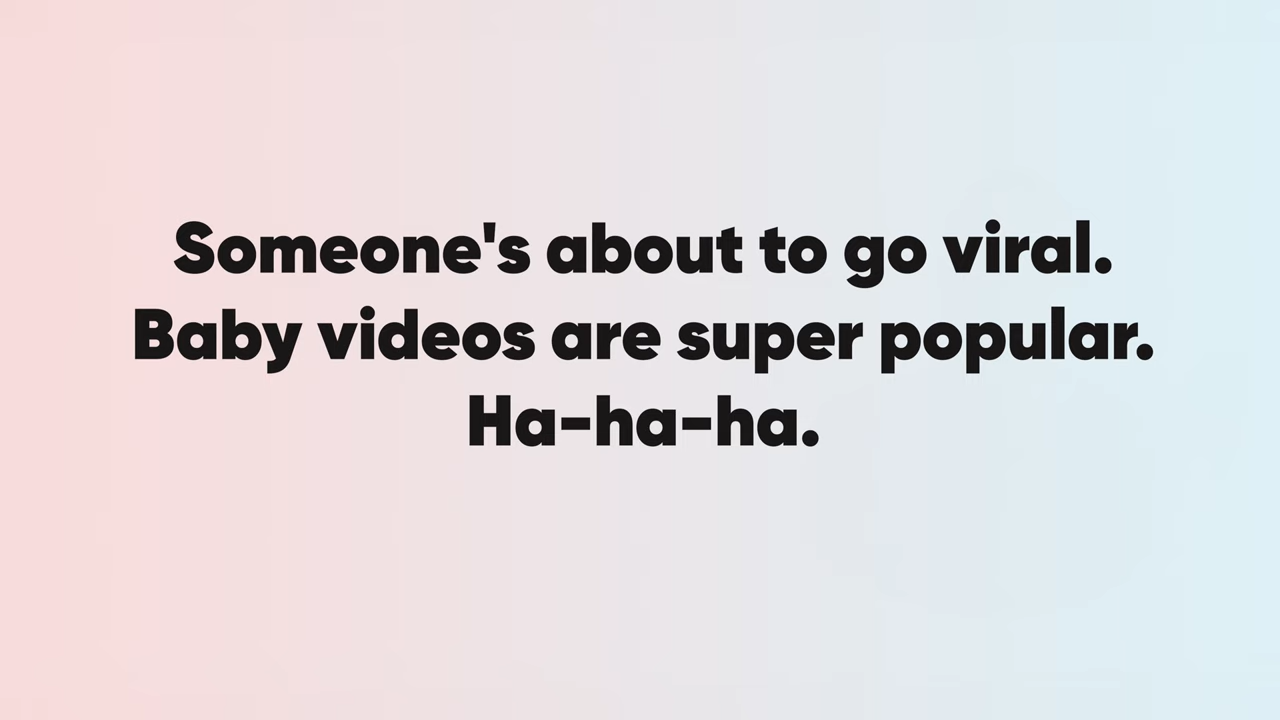 Someone's about to go viral.
Baby videos are super popular.
Ha-ha-ha.